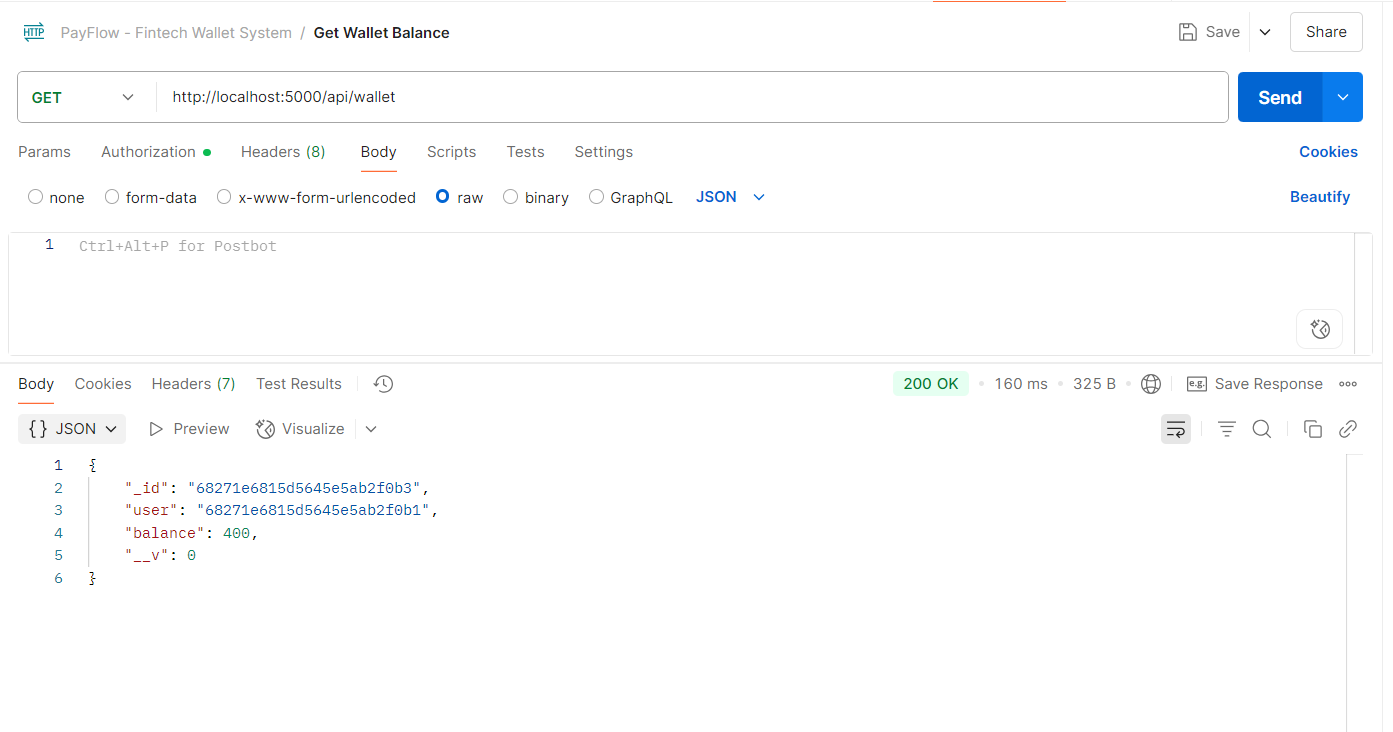 HTTP PayFlow - Fintech Wallet System / Get Wallet Balance Save Share
GET http://localhost:5000/api/wallet Send
Params Authorization Headers (8) Body Scripts Tests Settings Cookies
none form-data x-www-form-urlencoded raw binary GraphQL JSON Beautify
1 Ctrl+Alt+P for Postbot
Body Cookies Headers (7) Test Results 200 OK 160 ms 325 B e.g. Save Response
{} JSON Preview Visualize
1 {
2 "_id": "68271e6815d5645e5ab2f0b3",
3 "user": "68271e6815d5645e5ab2f0b1",
4 "balance": 400,
5 "__v": 0
6 }